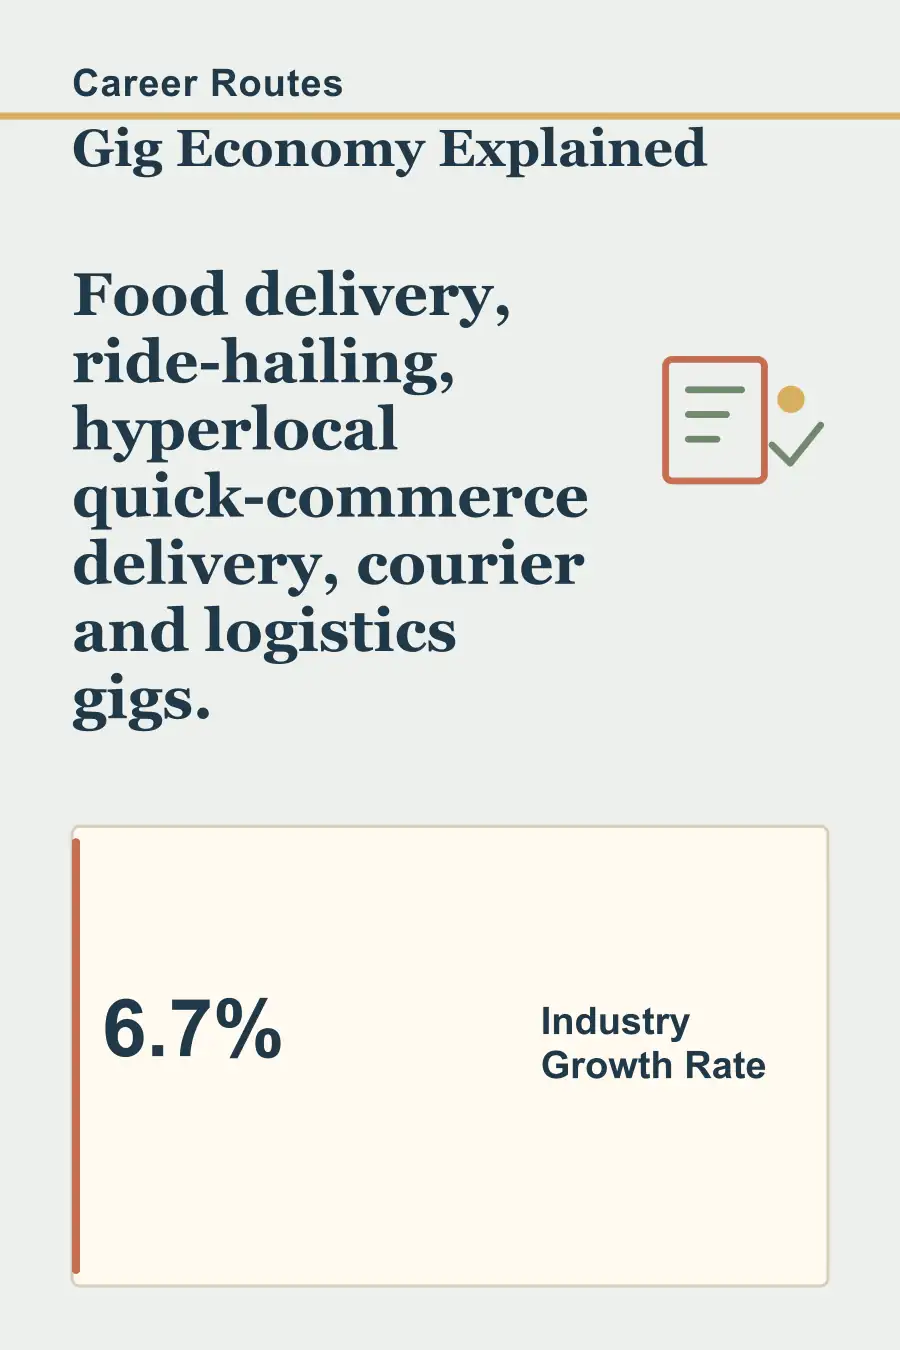 Career Routes
Gig Economy Explained
Food delivery,
ride-hailing,
hyperlocal
quick-commerce
delivery, courier
and logistics
gigs.
6.7%
Industry
Growth Rate